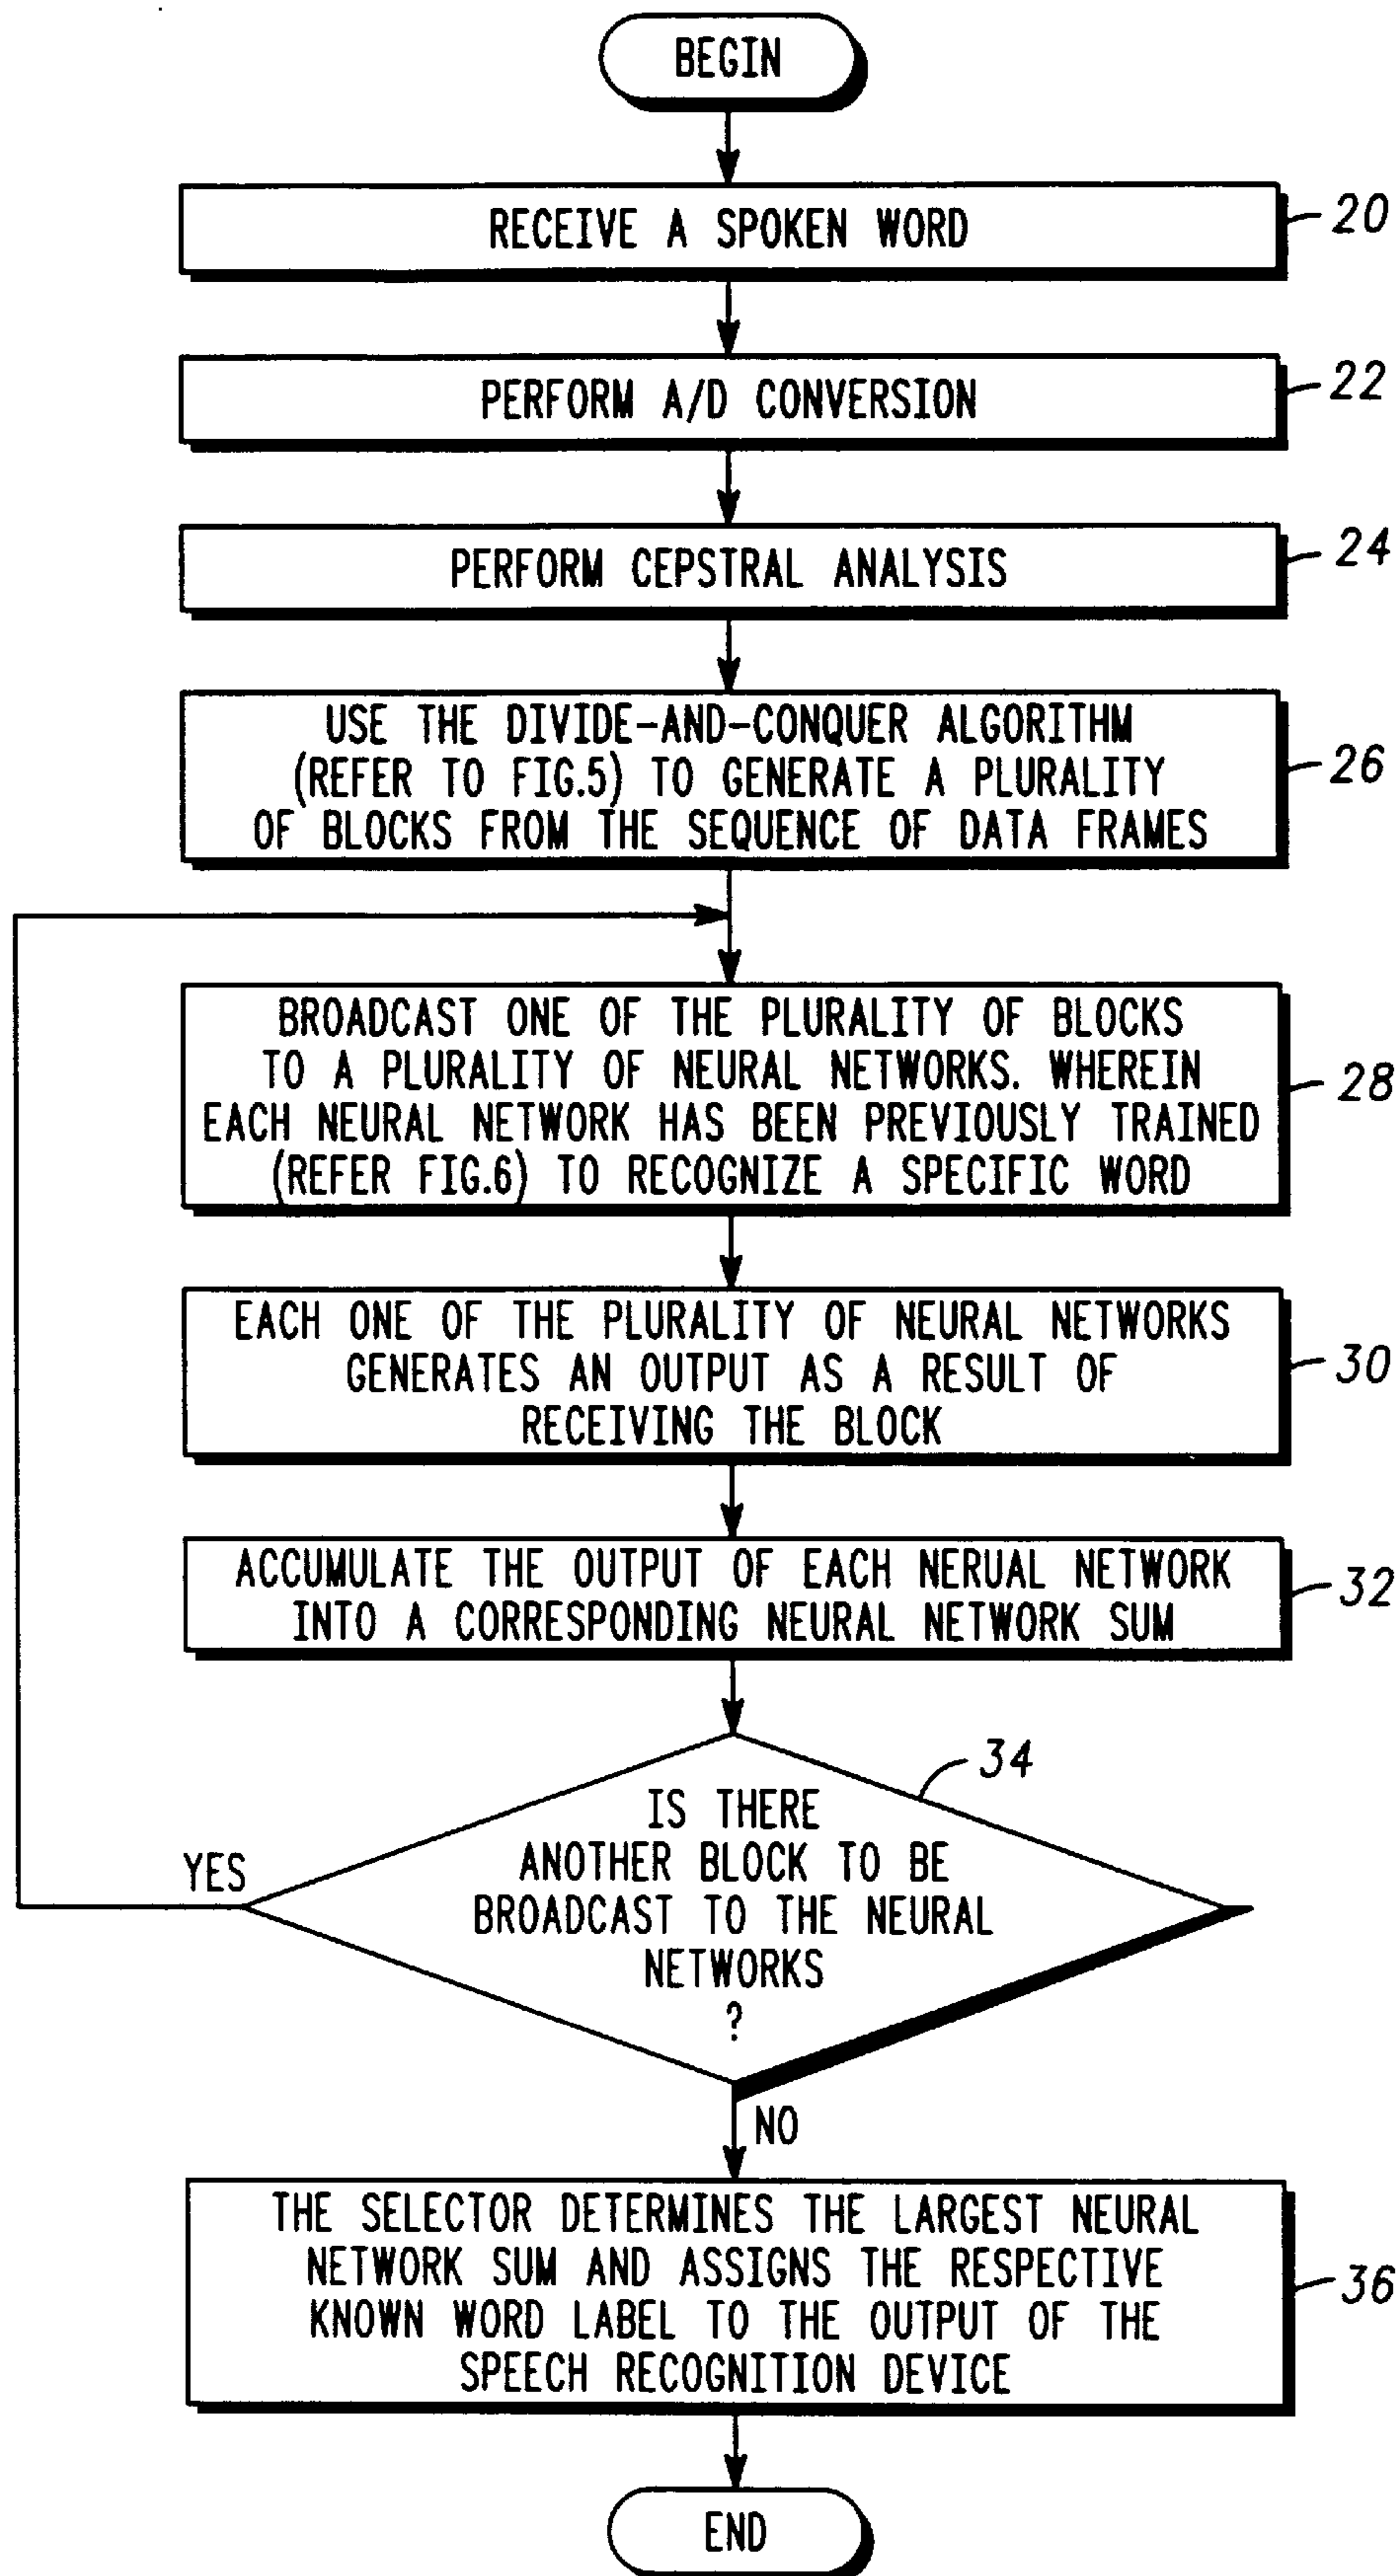 BEGIN
RECEIVE A SPOKEN WORD
20
PERFORM A/D CONVERSION
22
PERFORM CEPSTRAL ANALYSIS
24
USE THE DIVIDE-AND-CONQUER ALGORITHM
(REFER TO FIG.5) TO GENERATE A PLURALITY
OF BLOCKS FROM THE SEQUENCE OF DATA FRAMES
26
BROADCAST ONE OF THE PLURALITY OF BLOCKS
TO A PLURALITY OF NEURAL NETWORKS. WHEREIN
EACH NEURAL NETWORK HAS BEEN PREVIOUSLY TRAINED
(REFER FIG.6) TO RECOGNIZE A SPECIFIC WORD
28
EACH ONE OF THE PLURALITY OF NEURAL NETWORKS
GENERATES AN OUTPUT AS A RESULT OF
RECEIVING THE BLOCK
30
ACCUMULATE THE OUTPUT OF EACH NERUAL NETWORK
INTO A CORRESPONDING NEURAL NETWORK SUM
32
34
IS THERE
ANOTHER BLOCK TO BE
BROADCAST TO THE NEURAL
NETWORKS
?
YES
NO
THE SELECTOR DETERMINES THE LARGEST NEURAL
NETWORK SUM AND ASSIGNS THE RESPECTIVE
KNOWN WORD LABEL TO THE OUTPUT OF THE
SPEECH RECOGNITION DEVICE
36
END